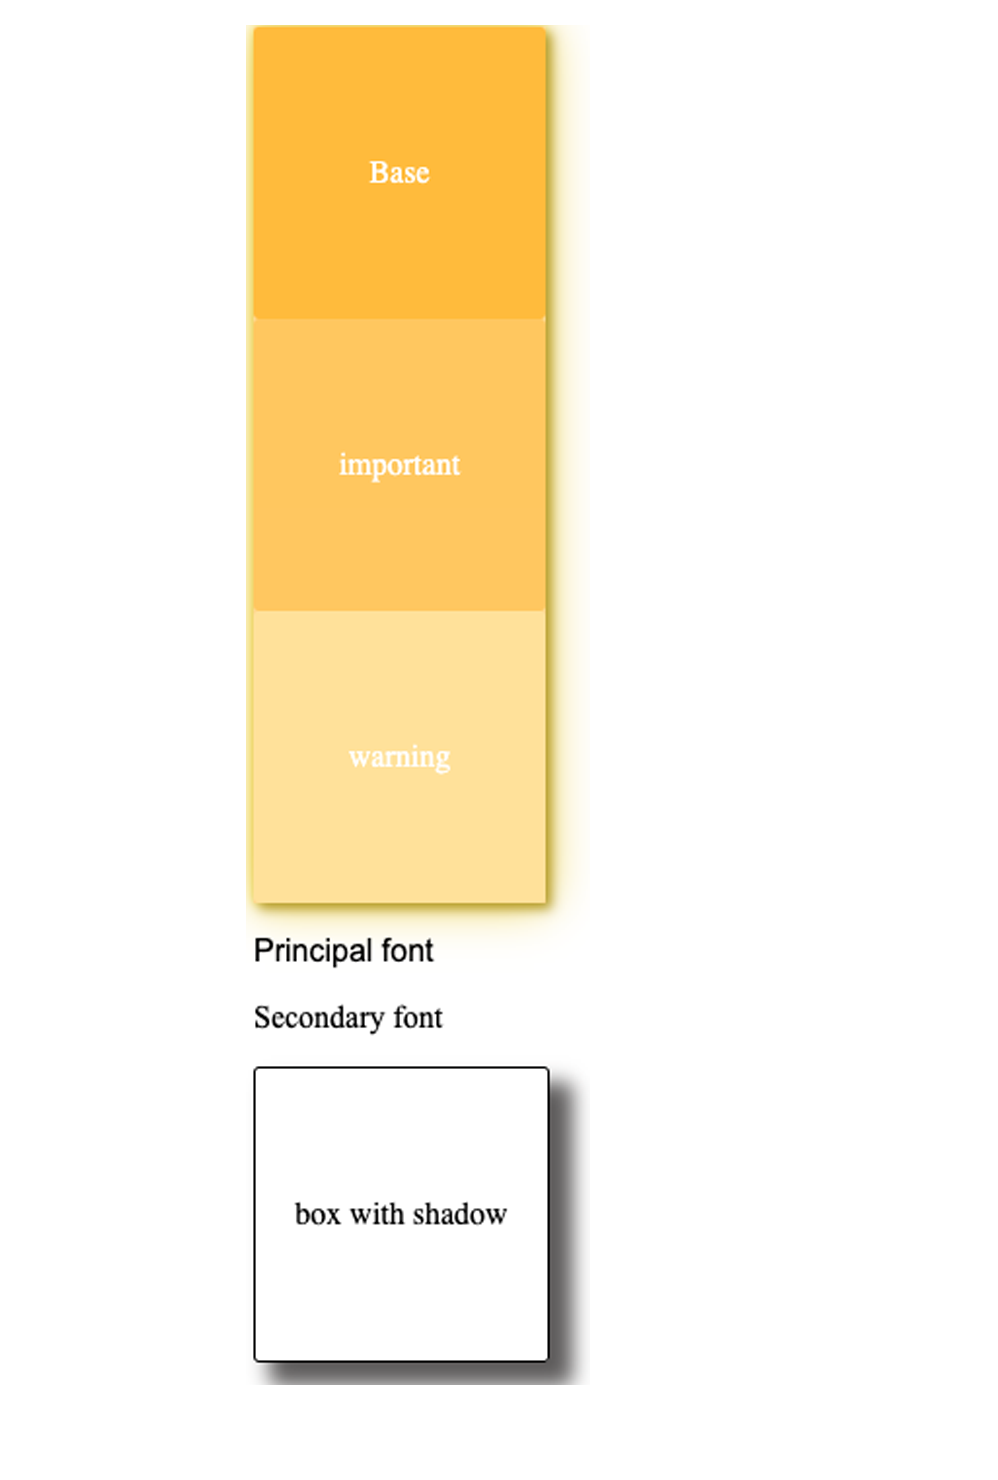 Base
important
warning
Principal font
Secondary font
box with shadow